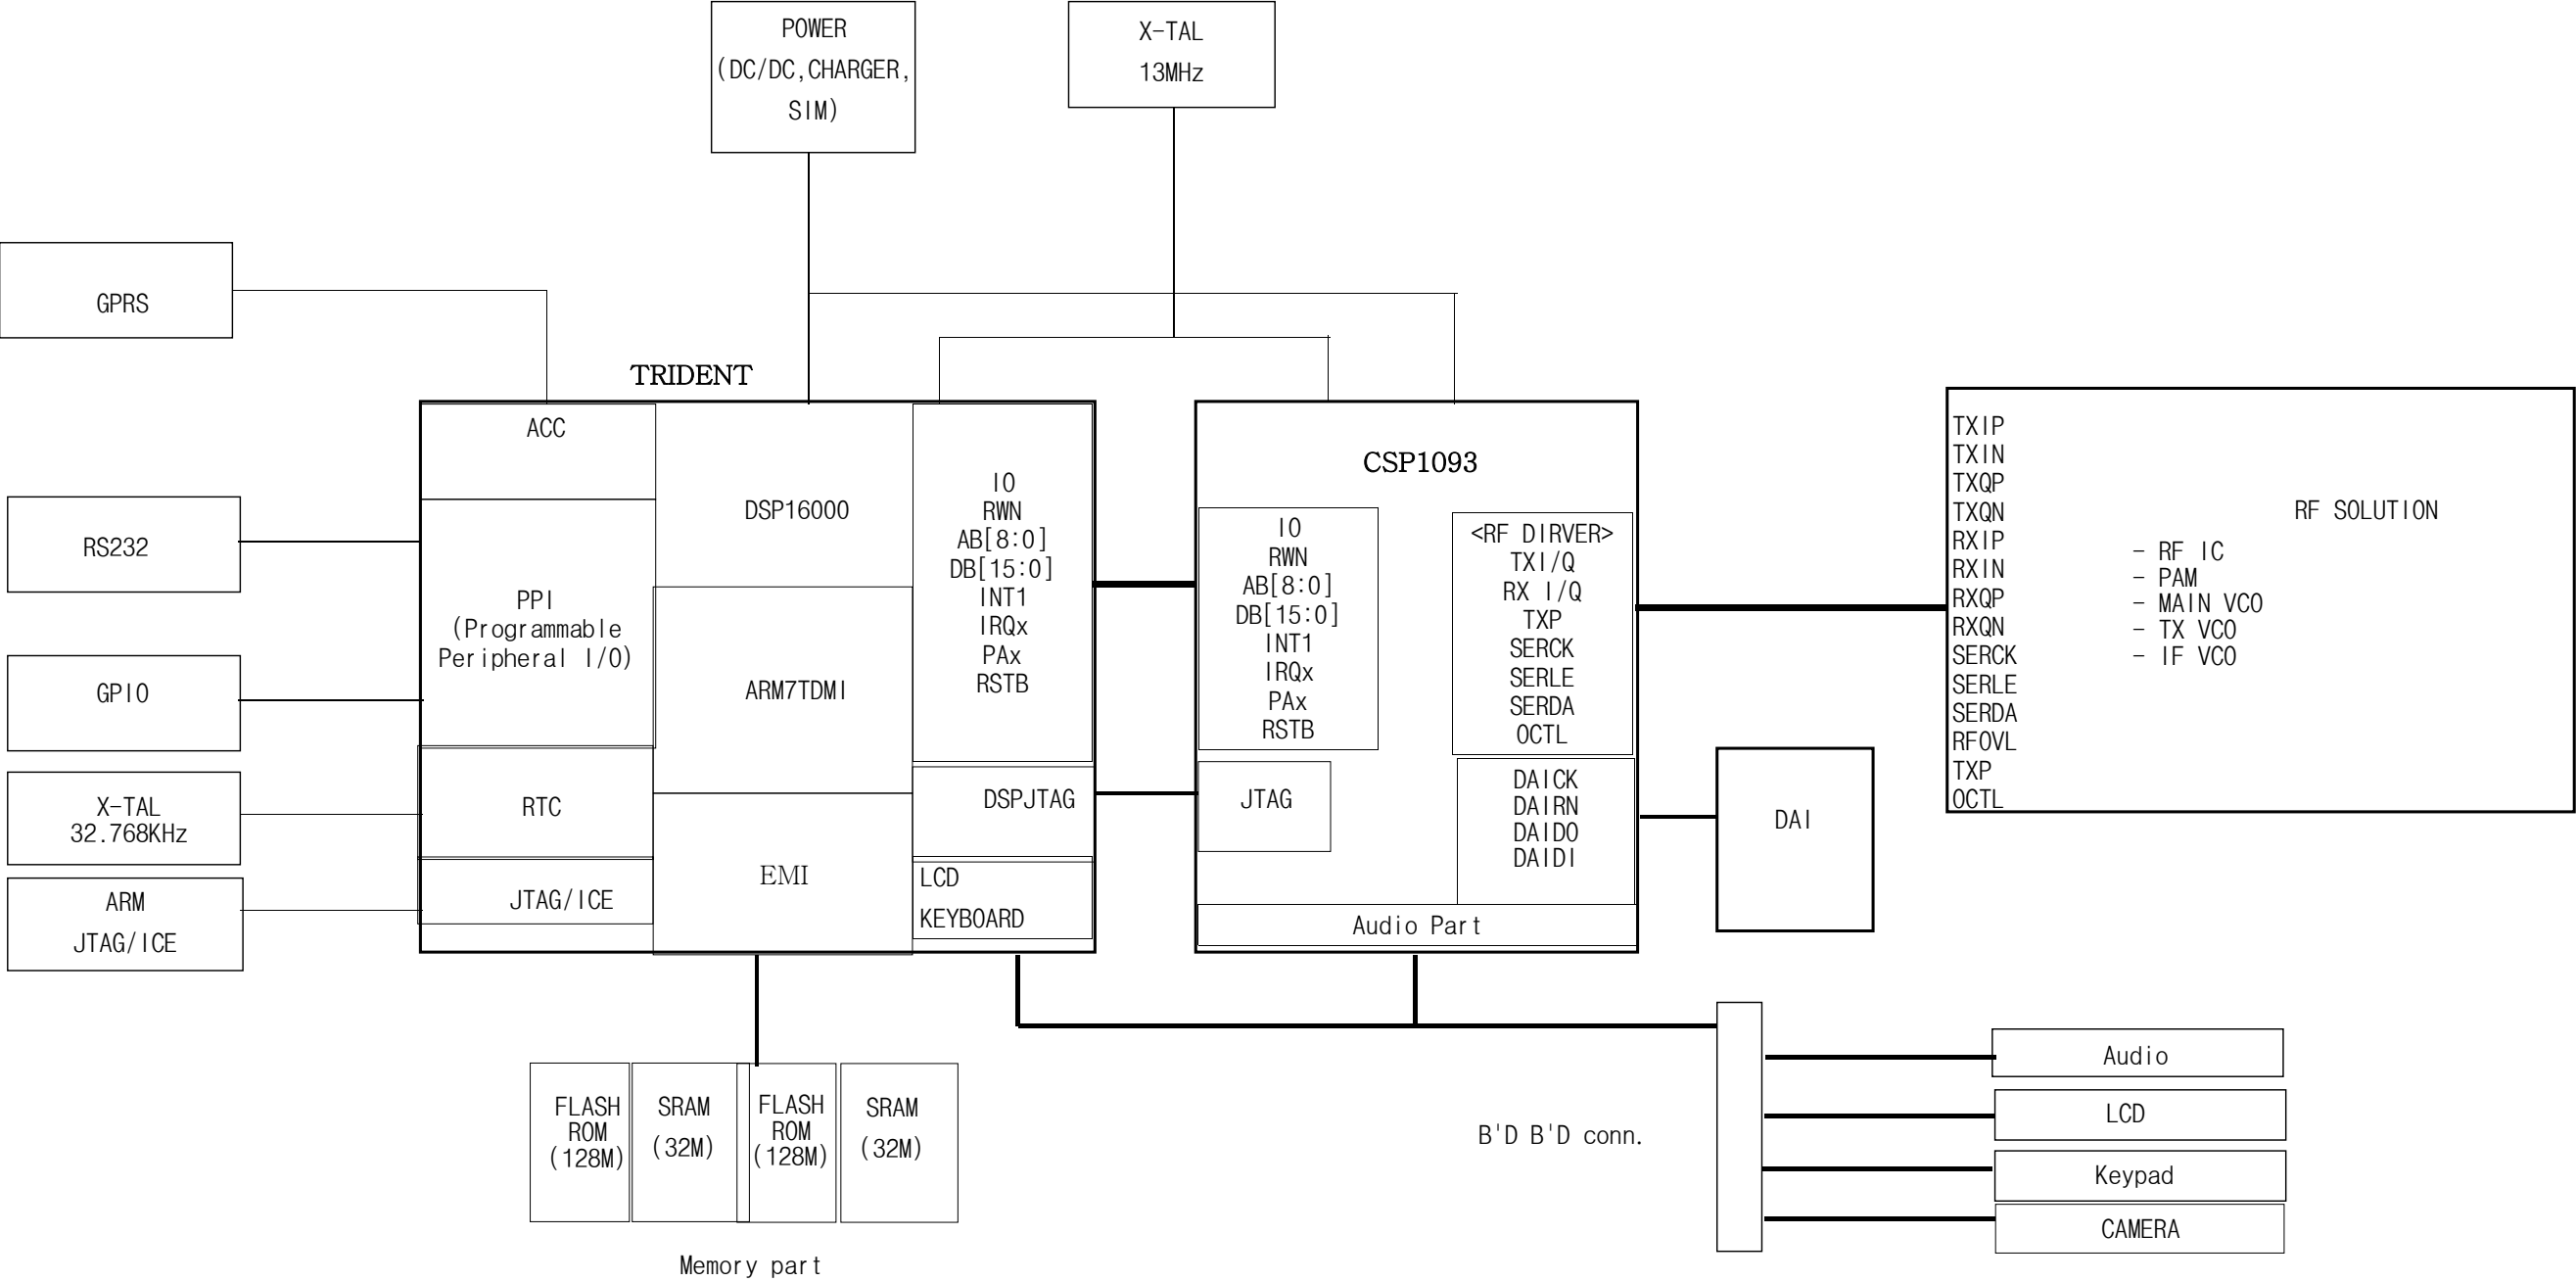 POWER
(DC/DC,CHARGER,
SIM)
X-TAL
13MHz
GPRS
RS232
GPIO
X-TAL
32.768KHz
ARM
JTAG/ICE
TRIDENT
ACC
PPI
(Programmable
Peripheral I/O)
RTC
JTAG/ICE
DSP16000
ARM7TDMI
EMI
IO
RWN
AB[8:0]
DB[15:0]
INT1
IRQx
PAx
RSTB
DSPJTAG
LCD
KEYBOARD
CSP1093
IO
RWN
AB[8:0]
DB[15:0]
INT1
IRQx
PAx
RSTB
JTAG
<RF DIRVER>
TXI/Q
RX I/Q
TXP
SERCK
SERLE
SERDA
OCTL
DAICK
DAIRN
DAIDO
DAIDI
Audio Part
DAI
TXIP
TXIN
TXQP
TXQN
RXIP
RXIN
RXQP
RXQN
SERCK
SERLE
SERDA
RFOVL
TXP
OCTL
RF SOLUTION
- RF IC
- PAM
- MAIN VCO
- TX VCO
- IF VCO
FLASH
ROM
(128M)
SRAM
(32M)
FLASH
ROM
(128M)
SRAM
(32M)
Memory part
B'D B'D conn.
Audio
LCD
Keypad
CAMERA